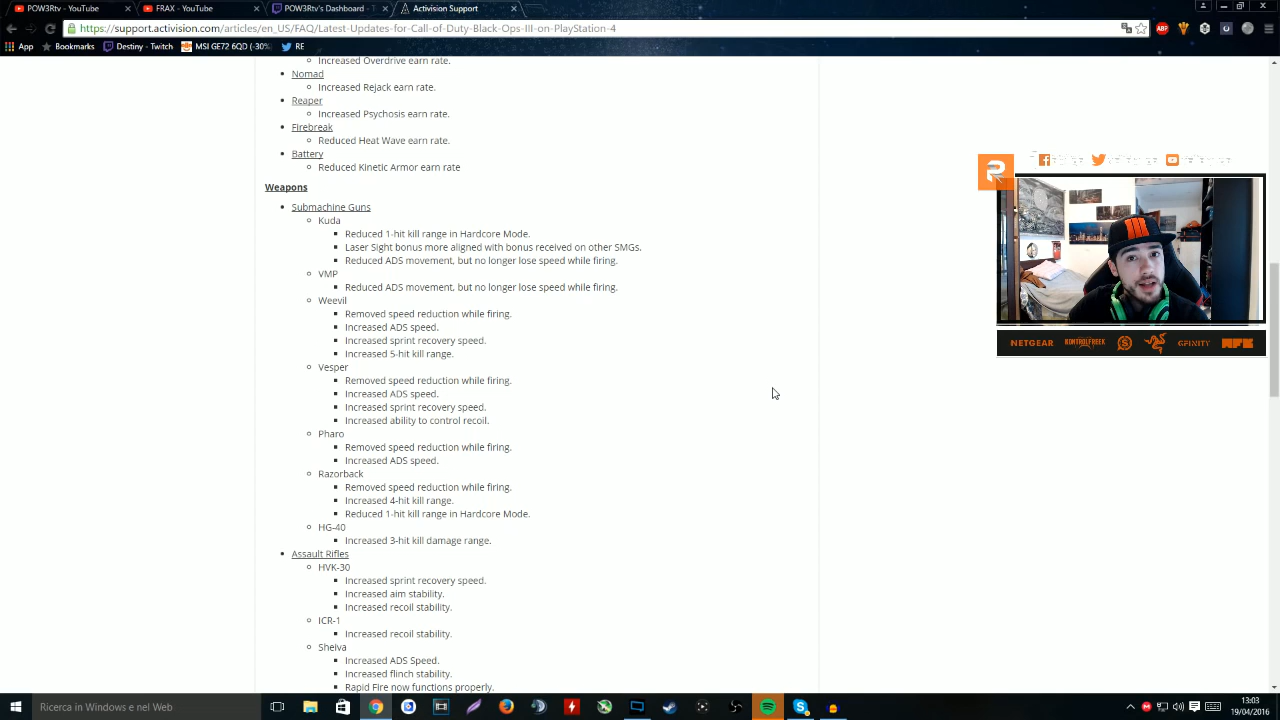 POW3Rtv - YouTube
FRAX - YouTube
POW3Rtv's Dashboard - T
Activision Support
https://support.activision.com/articles/en_US/FAQ/Latest-Updates-for-Call-of-Duty-Black-Ops-III-on-PlayStation-4
App
Bookmarks
Destiny - Twitch
MSI GE72 6QD (-30%
RE
Increased Overdrive earn rate.
Nomad
Increased Rejack earn rate.
Reaper
Increased Psychosis earn rate.
Firebreak
Reduced Heat Wave earn rate.
Battery
Reduced Kinetic Armor earn rate
Weapons
Submachine Guns
Kuda
Reduced 1-hit kill range in Hardcore Mode.
Laser Sight bonus more aligned with bonus received on other SMGs.
Reduced ADS movement, but no longer lose speed while firing.
VMP
Reduced ADS movement, but no longer lose speed while firing.
Weevil
Removed speed reduction while firing.
Increased ADS speed.
Increased sprint recovery speed.
Increased 5-hit kill range.
Vesper
Removed speed reduction while firing.
Increased ADS speed.
Increased sprint recovery speed.
Increased ability to control recoil.
Pharo
Removed speed reduction while firing.
Increased ADS speed.
Razorback
Removed speed reduction while firing.
Increased 4-hit kill range.
Reduced 1-hit kill range in Hardcore Mode.
HG-40
Increased 3-hit kill damage range.
Assault Rifles
HVK-30
Increased sprint recovery speed.
Increased aim stability.
Increased recoil stability.
ICR-1
Increased recoil stability.
Sheiva
Increased ADS Speed.
Increased flinch stability.
Rapid Fire now functions properly.
NETGEAR
KONTROLFREEK
GFINITY
Ricerca in Windows e nel Web
13:03
19/04/2016